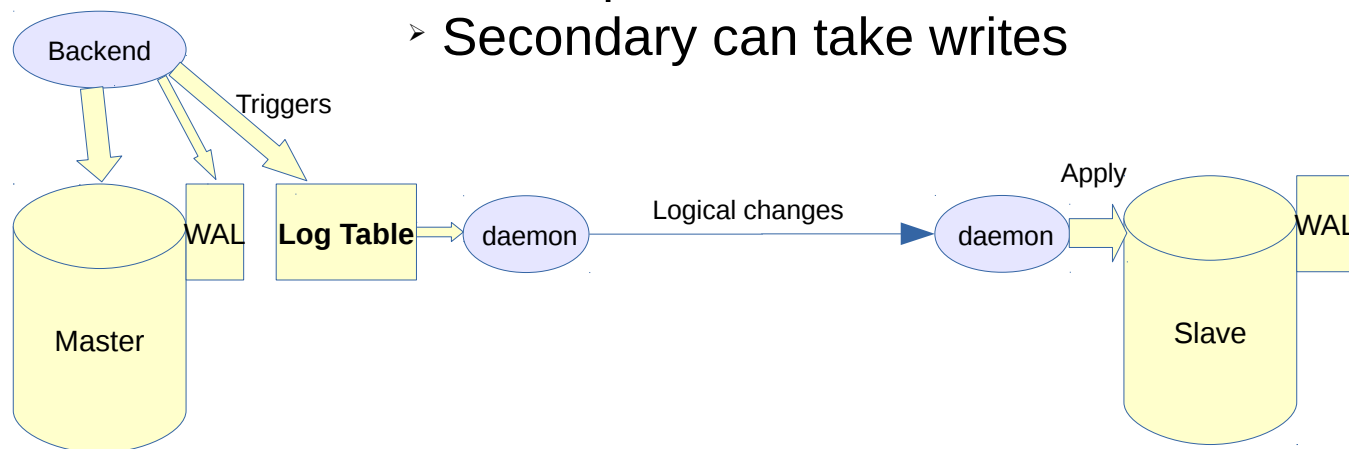 Secondary can take writes
Backend
Triggers
Apply
WAL
Log Table
daemon
Logical changes
daemon
WAL
Master
Slave